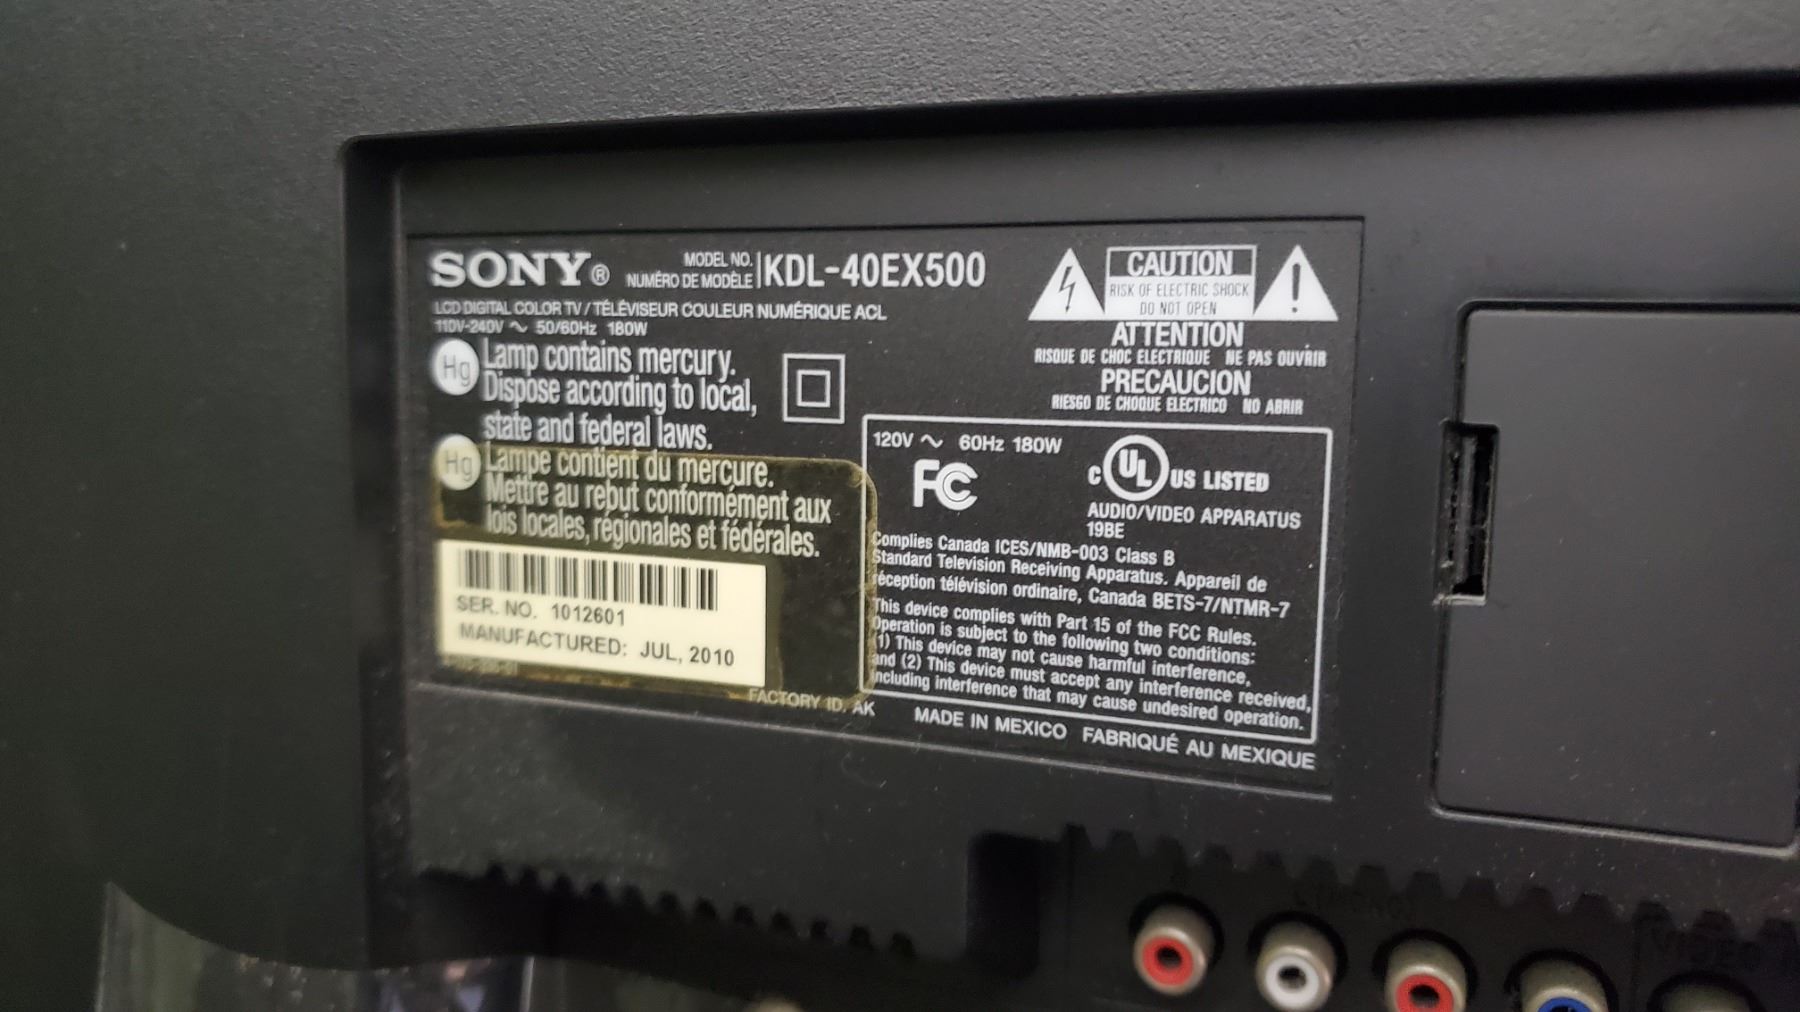 SONY® MODEL NO. NUMÉRO DE MODÈLE KDL-40EX500
LCD DIGITAL COLOR TV / TÉLÉVISEUR COULEUR NUMÉRIQUE ACL
110V-240V ~ 50/60Hz 180W
Hg Lamp contains mercury.
Dispose according to local,
state and federal laws.
Hg Lampe contient du mercure.
Mettre au rebut conformément aux
lois locales, régionales et fédérales.
SER. NO. 1012601
MANUFACTURED: JUL, 2010
FACTORY ID. AK
CAUTION
RISK OF ELECTRIC SHOCK
DO NOT OPEN
ATTENTION
RISQUE DE CHOC ELECTRIQUE NE PAS OUVRIR
PRECAUCION
RIESGO DE CHOQUE ELECTRICO NO ABRIR
120V ~ 60Hz 180W
FC
C UL US LISTED
AUDIO/VIDEO APPARATUS
19BE
Complies Canada ICES/NMB-003 Class B
Standard Television Receiving Apparatus. Appareil de
réception télévision ordinaire, Canada BETS-7/NTMR-7
This device complies with Part 15 of the FCC Rules.
Operation is subject to the following two conditions:
(1) This device may not cause harmful interference,
and (2) This device must accept any interference received,
including interference that may cause undesired operation.
MADE IN MEXICO FABRIQUÉ AU MEXIQUE
VIDEO